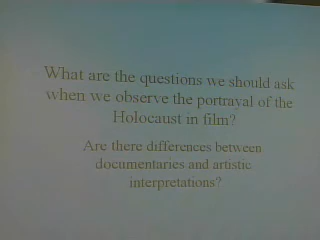 What are the questions we should ask
when we observe the portrayal of the
Holocaust in film?
Are there differences between
documentaries and artistic
interpretations?